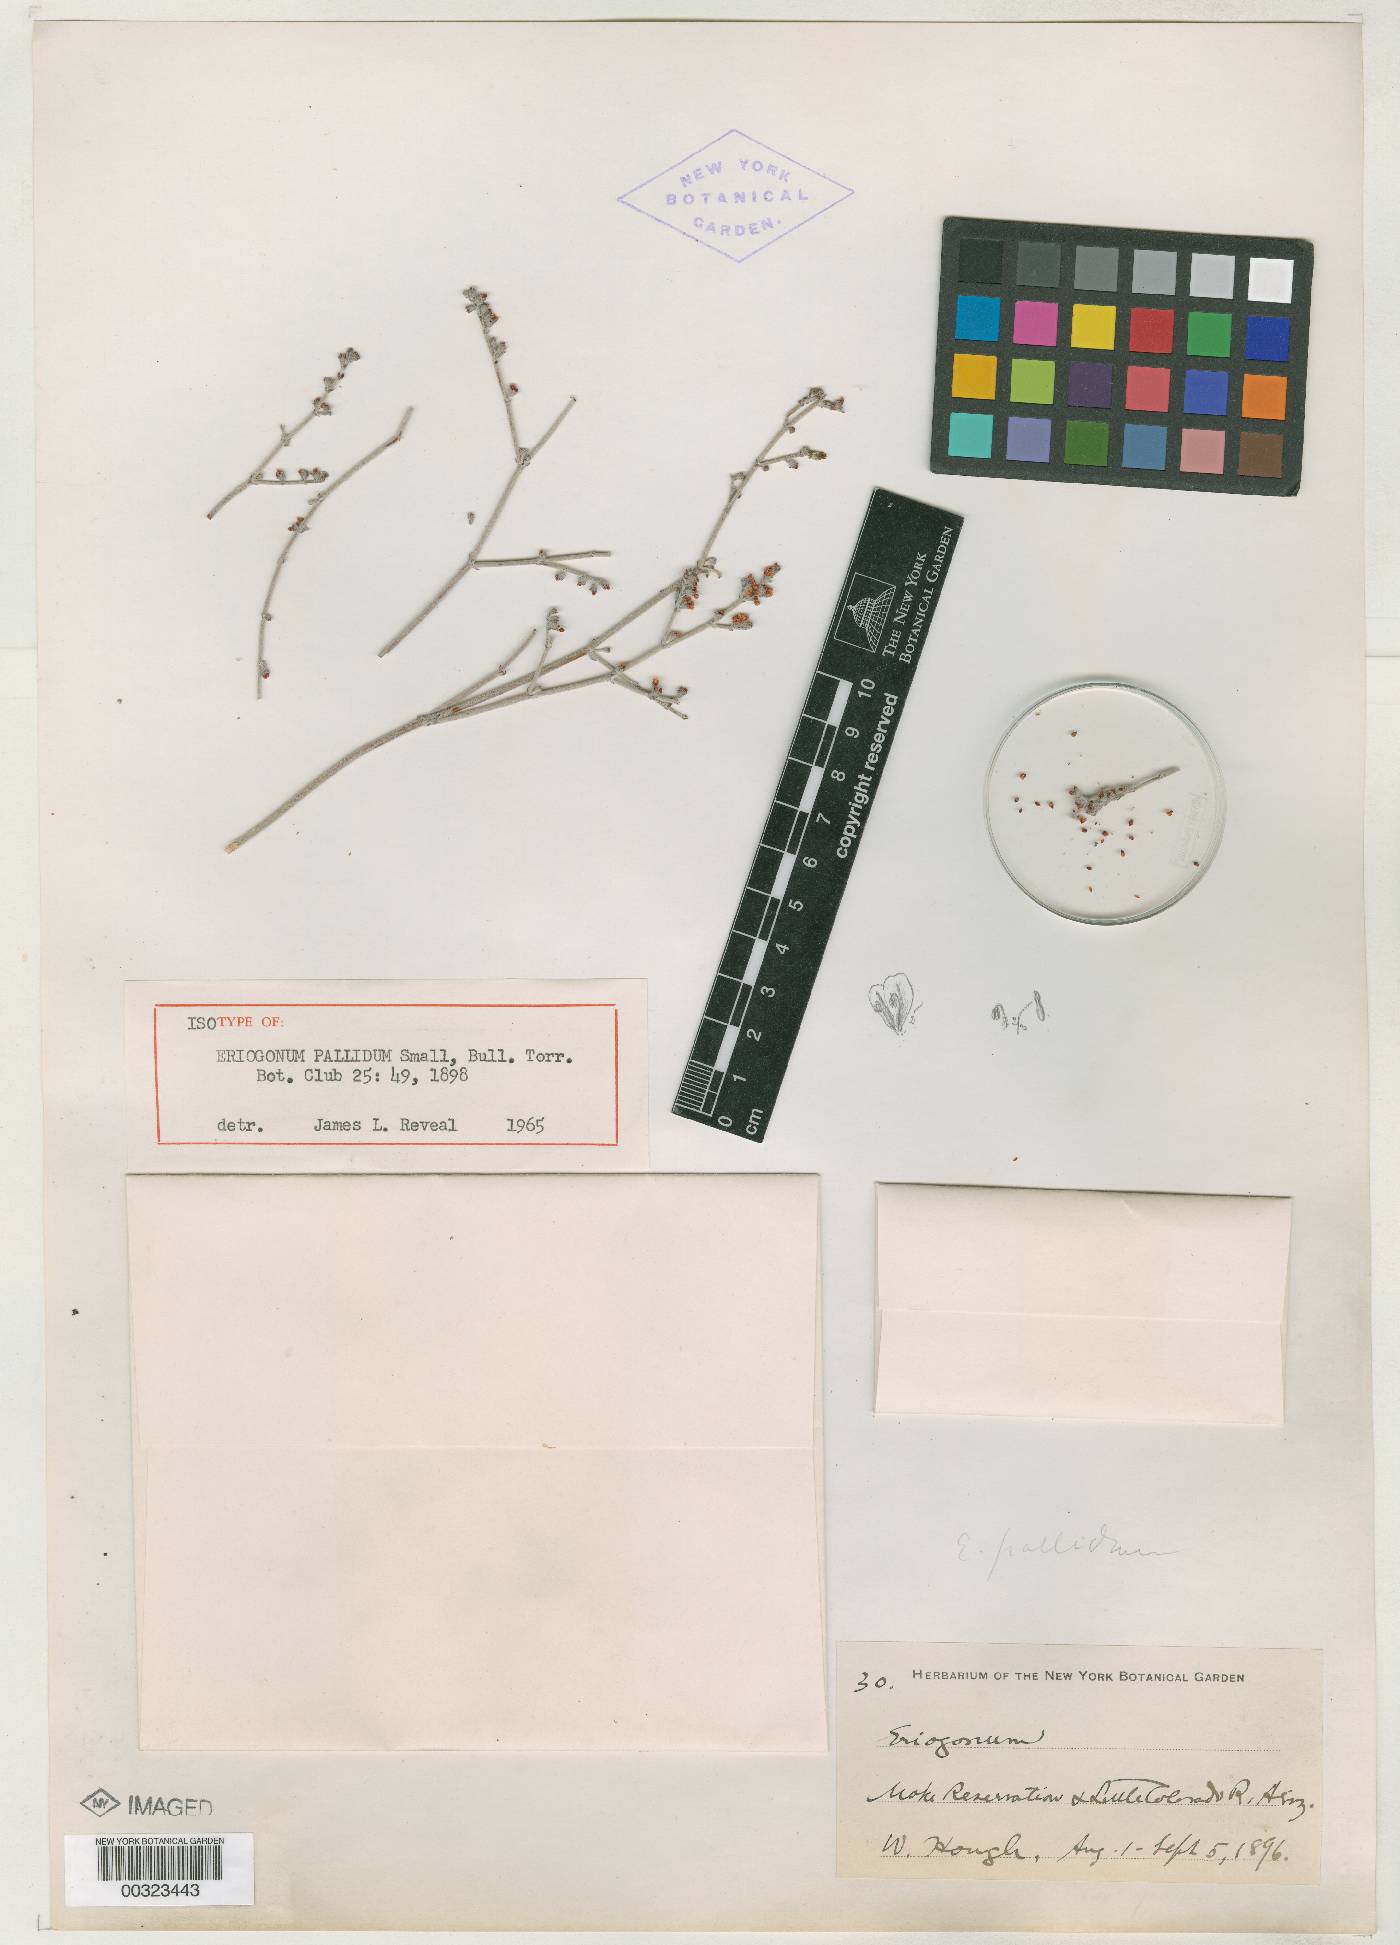 NEW YORK
BOTANICAL
GARDEN.
THE NEW YORK
BOTANICAL GARDEN
10
9
8
7
6
5
4
3
2
1
0
cm
copyright reserved
ISOTYPE OF:
ERIOGONUM PALLIDUM Small, Bull. Torr.
Bot. Club 25: 49, 1898
detr. James L. Reveal 1965
E. pallidum
30. HERBARIUM OF THE NEW YORK BOTANICAL GARDEN
Eriogonum
Moki Reservation & Little Colorado R. Ariz.
W. Hough. Aug. 1 - Sept 5, 1896.
NY IMAGED
NEW YORK BOTANICAL GARDEN
00323443